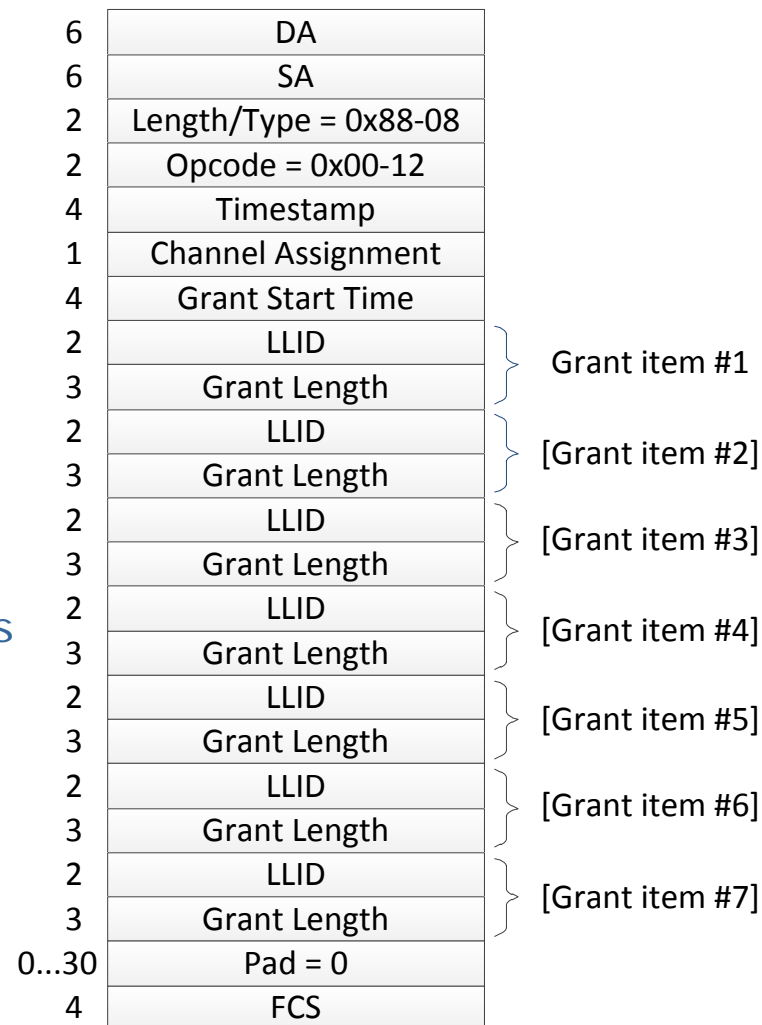 6 DA
6 SA
2 Length/Type = 0x88-08
2 Opcode = 0x00-12
4 Timestamp
1 Channel Assignment
4 Grant Start Time
2 LLID
Grant item #1
3 Grant Length
2 LLID
[Grant item #2]
3 Grant Length
2 LLID
[Grant item #3]
3 Grant Length
s
2 LLID
[Grant item #4]
3 Grant Length
2 LLID
[Grant item #5]
3 Grant Length
2 LLID
[Grant item #6]
3 Grant Length
2 LLID
[Grant item #7]
3 Grant Length
0...30 Pad = 0
4 FCS